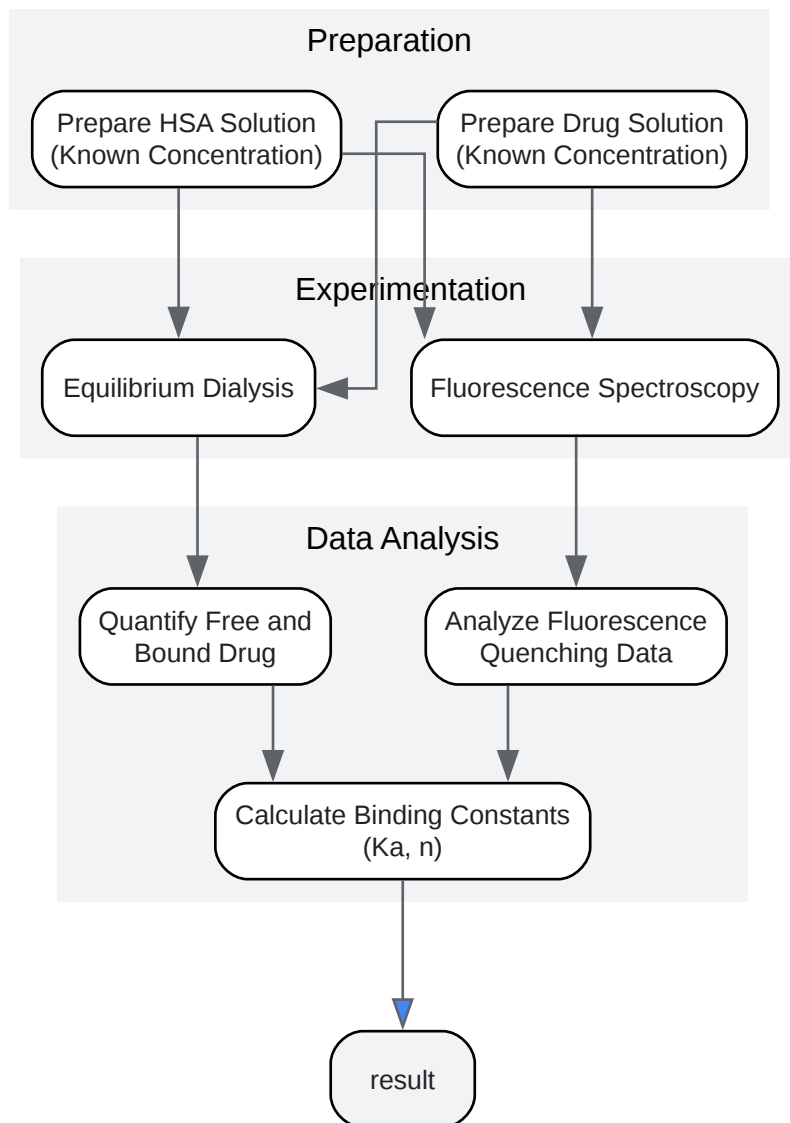 Preparation
Prepare HSA Solution
(Known Concentration)
Prepare Drug Solution
(Known Concentration)
Experimentation
Equilibrium Dialysis
Fluorescence Spectroscopy
Data Analysis
Quantify Free and
Bound Drug
Analyze Fluorescence
Quenching Data
Calculate Binding Constants
(Ka, n)
result